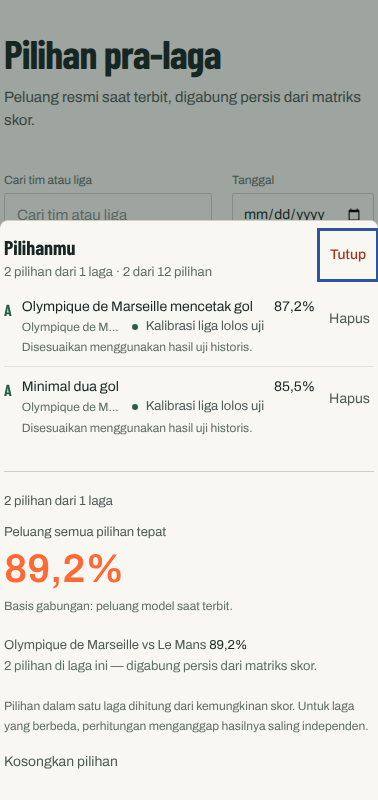 Pilihan pra-laga
Peluang resmi saat terbit, digabung persis dari matriks
skor.
Cari tim atau liga
Tanggal
Cari tim atau liga
mm/dd/yyyy
Pilihanmu
Tutup
2 pilihan dari 1 laga · 2 dari 12 pilihan
A Olympique de Marseille mencetak gol 87,2%
Olympique de M... Kalibrasi liga lolos uji
Hapus
Disesuaikan menggunakan hasil uji historis.
A Minimal dua gol 85,5%
Olympique de M... Kalibrasi liga lolos uji
Hapus
Disesuaikan menggunakan hasil uji historis.
2 pilihan dari 1 laga
Peluang semua pilihan tepat
89,2%
Basis gabungan: peluang model saat terbit.
Olympique de Marseille vs Le Mans 89,2%
2 pilihan di laga ini — digabung persis dari matriks skor.
Pilihan dalam satu laga dihitung dari kemungkinan skor. Untuk laga
yang berbeda, perhitungan menganggap hasilnya saling independen.
Kosongkan pilihan